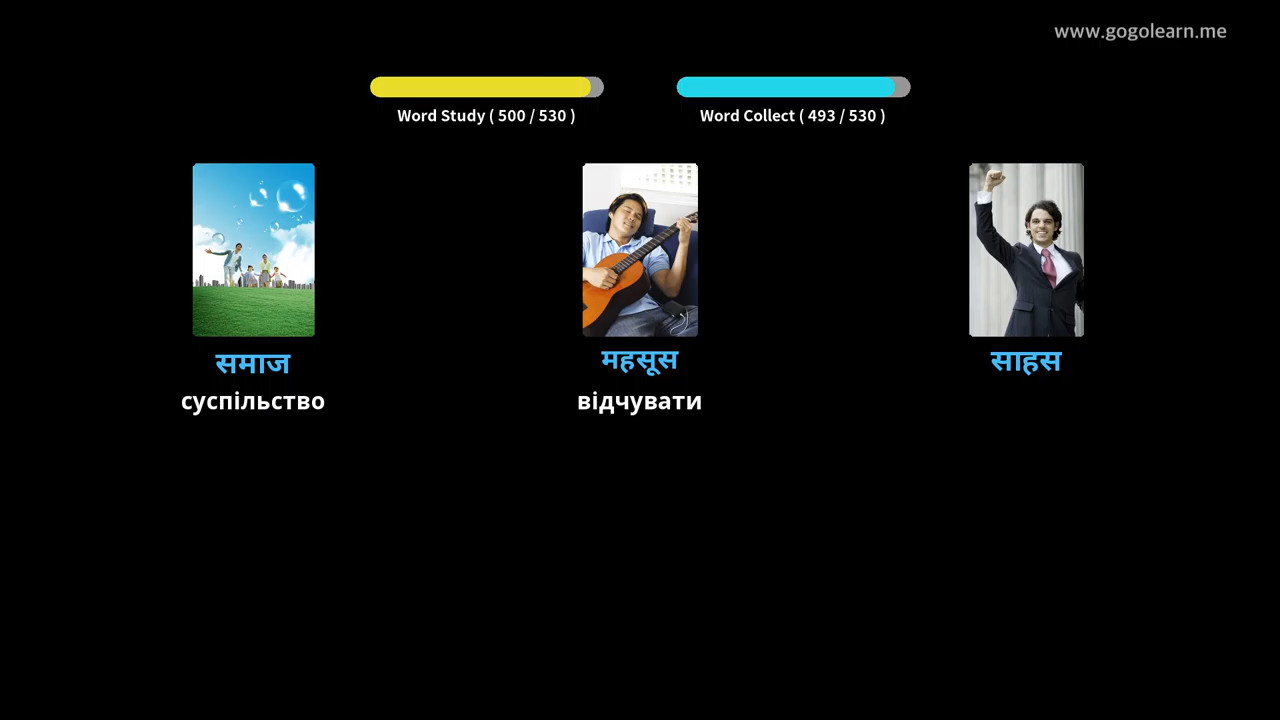 www.gogolearn.me
Word Study ( 500 / 530 )
Word Collect ( 493 / 530 )
समाज
महसूस
साहस
суспільство
відчувати